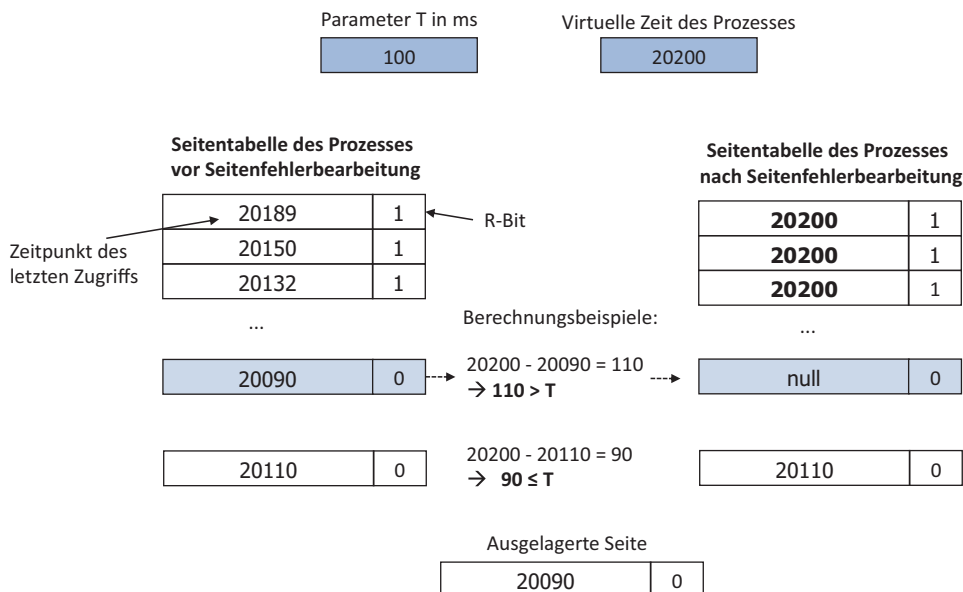 Parameter T in ms
Virtuelle Zeit des Prozesses
100
20200
Seitentabelle des Prozesses
vor Seitenfehlerbearbeitung
Seitentabelle des Prozesses
nach Seitenfehlerbearbeitung
20189 1
R-Bit
20200 1
Zeitpunkt des
letzten Zugriffs
20150 1
20200 1
20132 1
20200 1
...
Berechnungsbeispiele:
...
20090 0
20200 - 20090 = 110
→ 110 > T
null 0
20110 0
20200 - 20110 = 90
→ 90 ≤ T
20110 0
Ausgelagerte Seite
20090 0